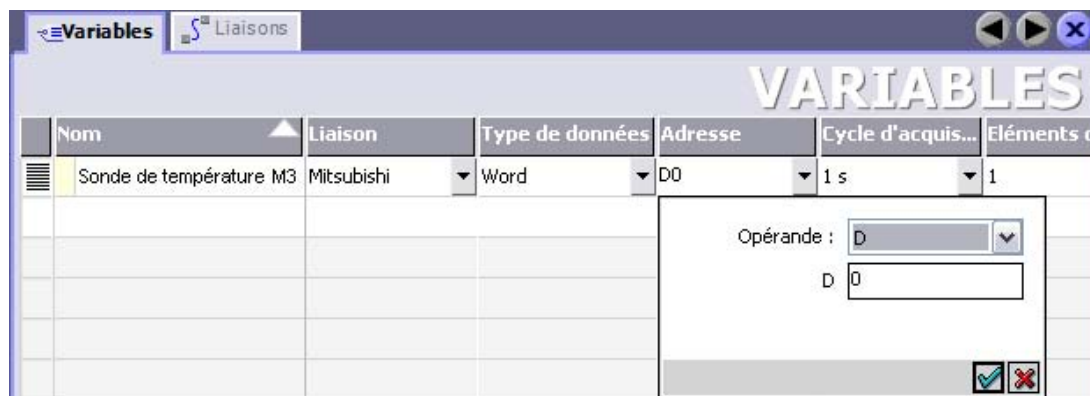 Variables Liaisons
VARIABLES
Nom Liaison Type de données Adresse Cycle d'acquis... Eléments
Sonde de température M3 Mitsubishi Word D0 1 s 1
Opérande : D
D 0